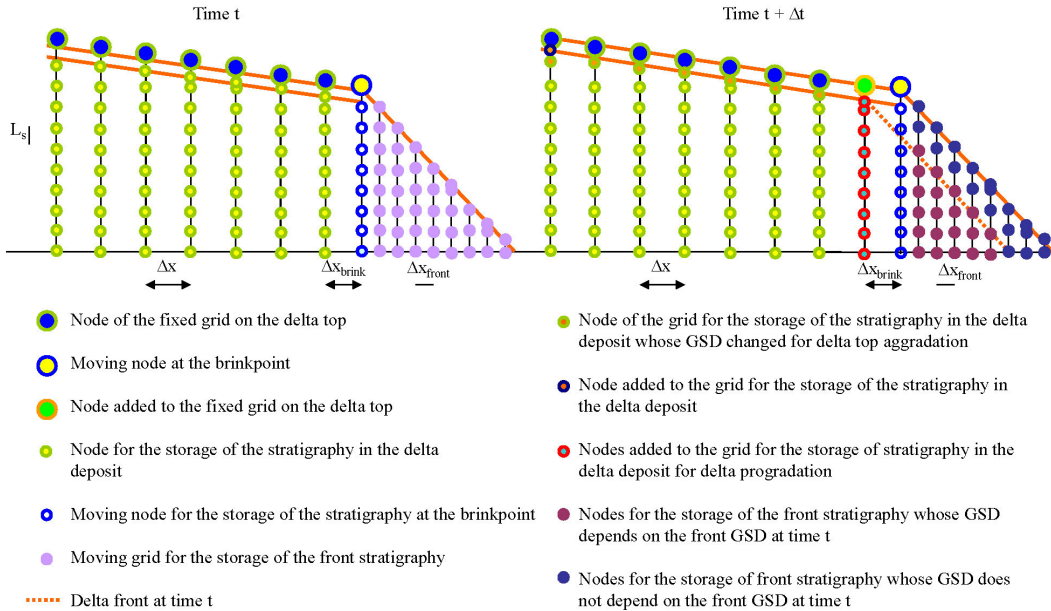 Time t
Time t + Δt
Ls
Δx
Δxbrink
Δxfront
Δx
Δxbrink
Δxfront
Node of the fixed grid on the delta top
Moving node at the brinkpoint
Node added to the fixed grid on the delta top
Node for the storage of the stratigraphy in the delta
deposit
Moving node for the storage of the stratigraphy at the brinkpoint
Moving grid for the storage of the front stratigraphy
Delta front at time t
Node of the grid for the storage of the stratigraphy in the delta
deposit whose GSD changed for delta top aggradation
Node added to the grid for the storage of the stratigraphy in
the delta deposit
Nodes added to the grid for the storage of stratigraphy in the
delta deposit for delta progradation
Nodes for the storage of the front stratigraphy whose GSD
depends on the front GSD at time t
Nodes for the storage of front stratigraphy whose GSD does
not depend on the front GSD at time t